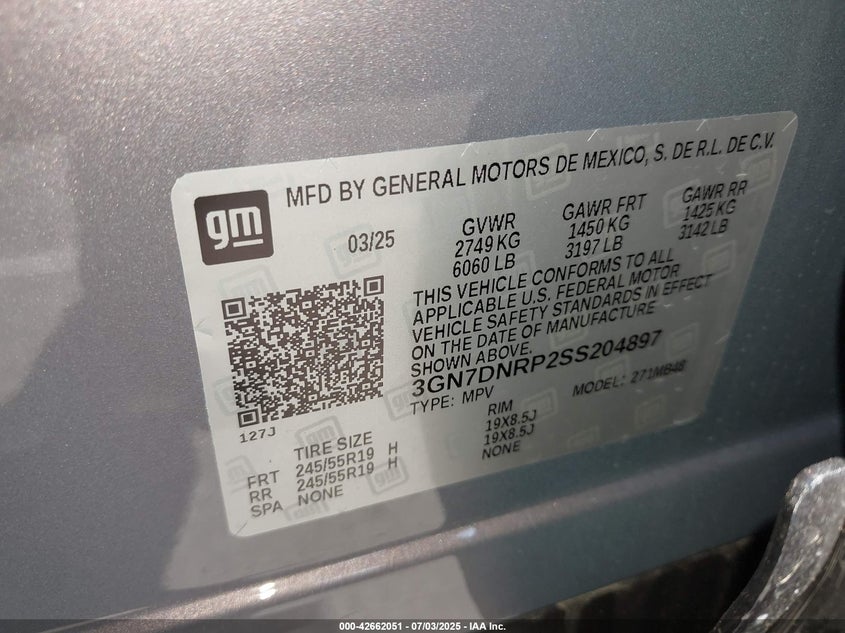 gm
MFD BY GENERAL MOTORS DE MEXICO, S. DE R.L. DE C.V.
03/25
GVWR
2749 KG
6060 LB
GAWR FRT
1450 KG
3197 LB
GAWR RR
1425 KG
3142 LB
THIS VEHICLE CONFORMS TO ALL
APPLICABLE U.S. FEDERAL MOTOR
VEHICLE SAFETY STANDARDS IN EFFECT
ON THE DATE OF MANUFACTURE
SHOWN ABOVE.
3GN7DNRP2SS204897
TYPE: MPV MODEL: 271MB48
127J
TIRE SIZE RIM
FRT 245/55R19 H 19X8.5J
RR 245/55R19 H 19X8.5J
SPA NONE NONE
000-42662051 - 07/03/2025 - IAA Inc.